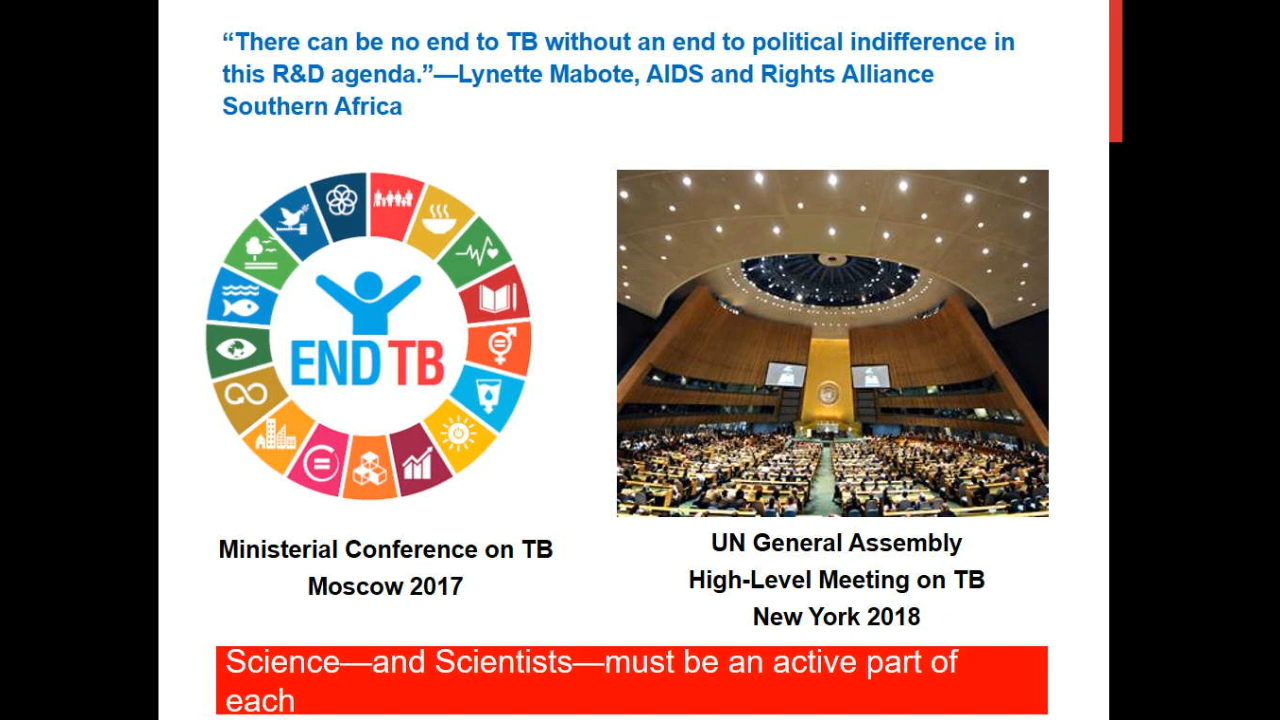 “There can be no end to TB without an end to political indifference in
this R&D agenda.”—Lynette Mabote, AIDS and Rights Alliance
Southern Africa
END TB
Ministerial Conference on TB
Moscow 2017
UN General Assembly
High-Level Meeting on TB
New York 2018
Science—and Scientists—must be an active part of
each